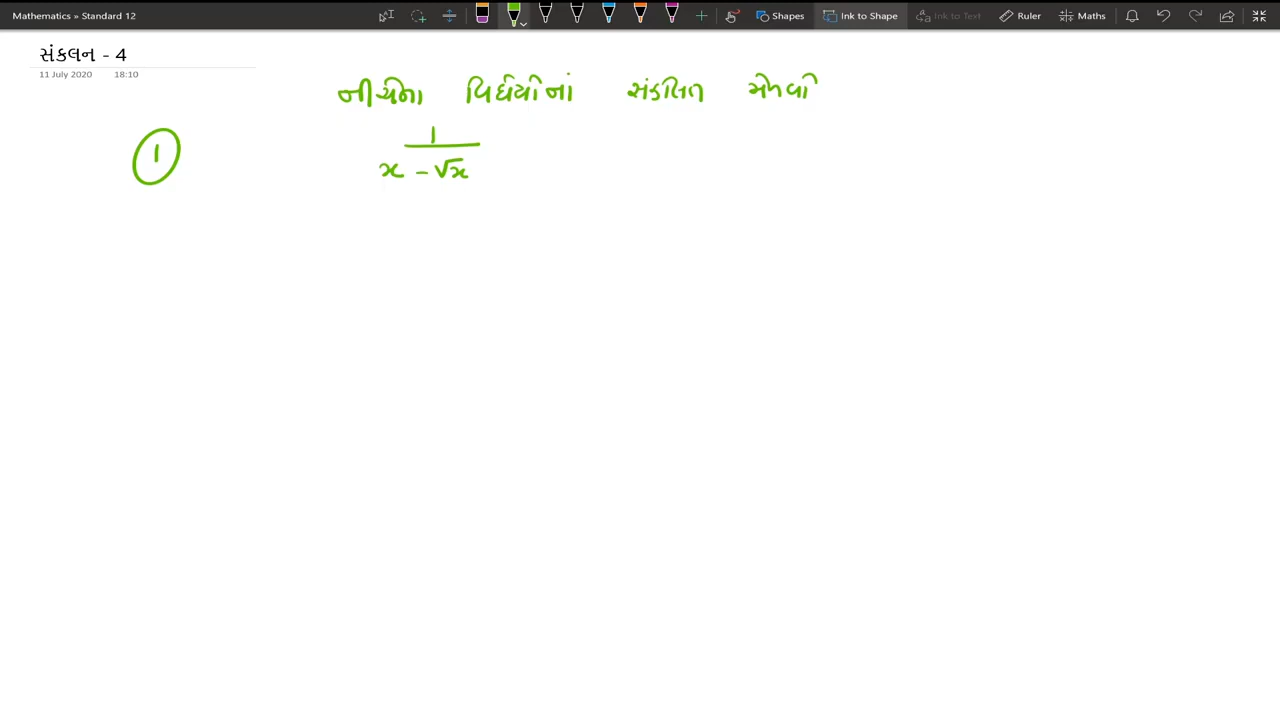 Mathematics » Standard 12
Shapes
Ink to Shape
Ink to Text
Ruler
Maths
સંકલન - 4
11 July 2020 18:10
નીચેના વિધેયોનાં સંકલિત મેળવો
1
1
x - √x